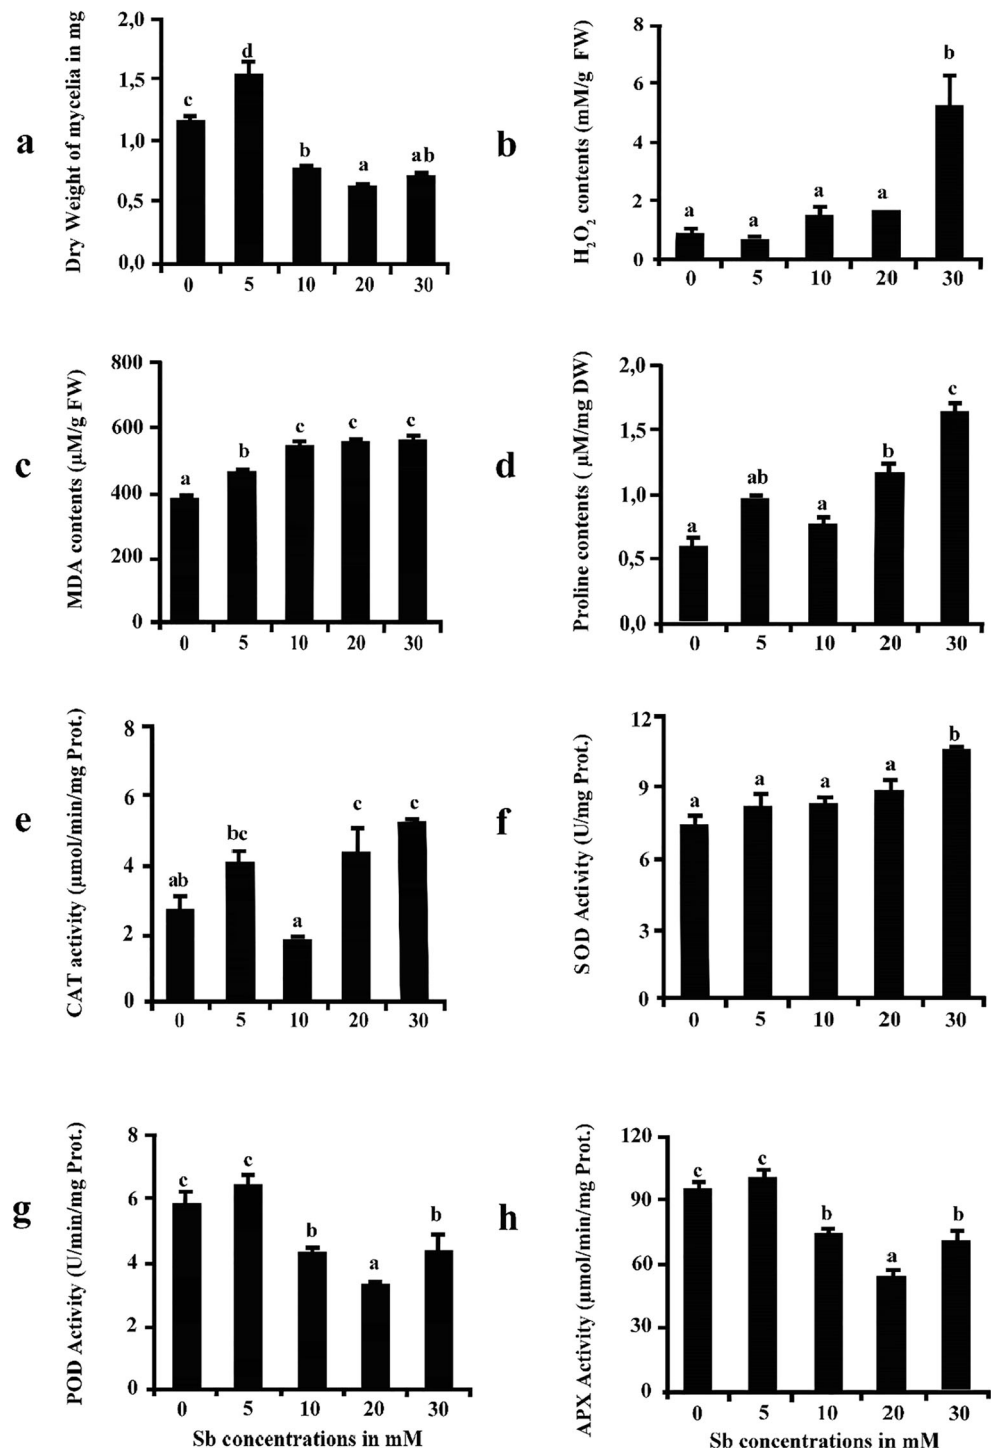 a
Dry Weight of mycelia in mg
2,0
1,5
1,0
0,5
0,0
c
d
b
a
ab
0 5 10 20 30
b
H₂O₂ contents (mM/g FW)
8
6
4
2
0
a
a
a
a
b
0 5 10 20 30
c
MDA contents (µM/g FW)
800
600
400
200
0
a
b
c
c
c
0 5 10 20 30
d
Proline contents ( µM/mg DW)
2,0
1,5
1,0
0,5
0,0
a
ab
a
b
c
0 5 10 20 30
e
CAT activity (µmol/min/mg Prot.)
8
6
4
2
0
ab
bc
a
c
c
0 5 10 20 30
f
SOD Activity (U/mg Prot.)
12
9
6
3
0
a
a
a
a
b
0 5 10 20 30
g
POD Activity (U/min/mg Prot.)
8
6
4
2
0
c
c
b
a
b
0 5 10 20 30
Sb concentrations in mM
h
APX Activity (µmol/min/mg Prot.)
120
90
60
30
0
c
c
b
a
b
0 5 10 20 30
Sb concentrations in mM